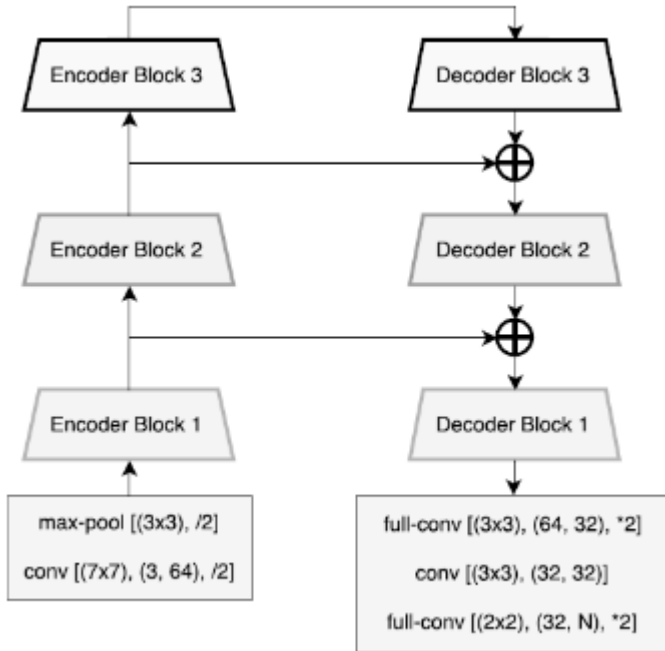 Encoder Block 3
Decoder Block 3
Encoder Block 2
Decoder Block 2
Encoder Block 1
Decoder Block 1
max-pool [(3x3), /2]
conv [(7x7), (3, 64), /2]
full-conv [(3x3), (64, 32), *2]
conv [(3x3), (32, 32)]
full-conv [(2x2), (32, N), *2]